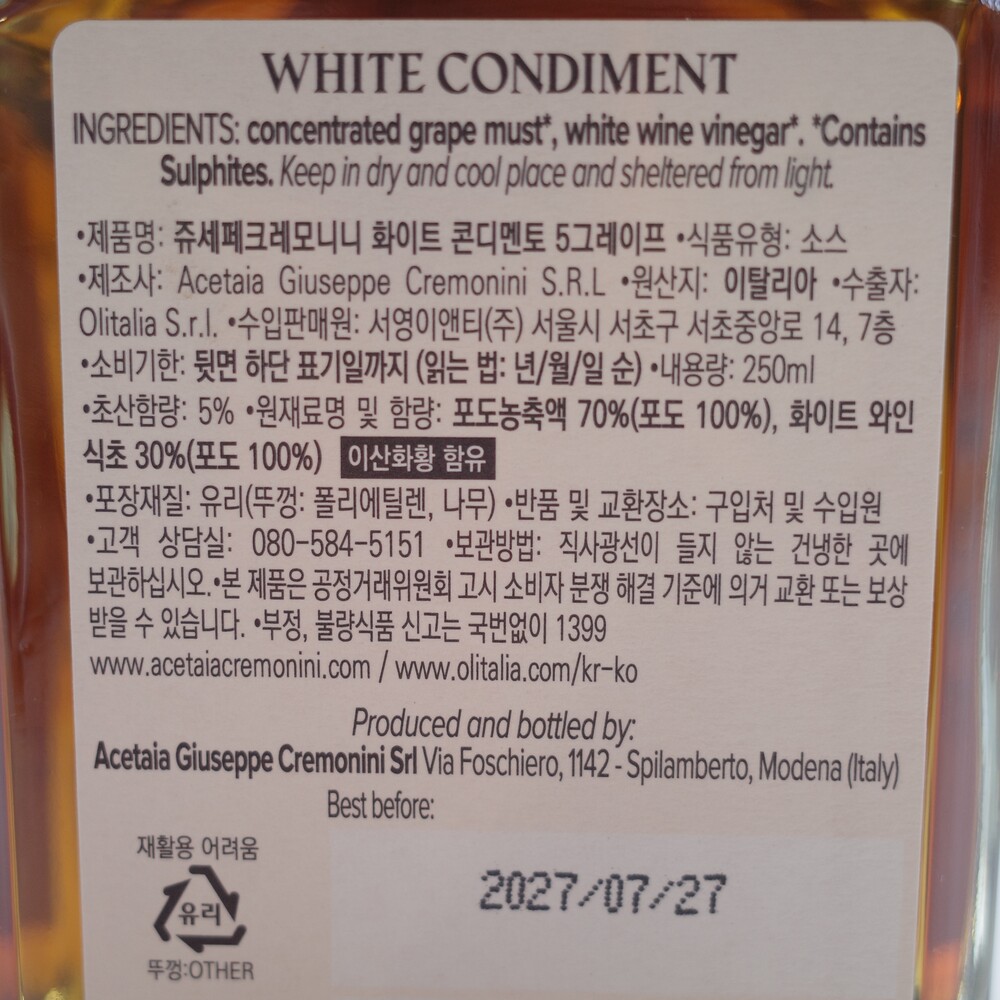 WHITE CONDIMENT
INGREDIENTS: concentrated grape must*, white wine vinegar*. *Contains
Sulphites. Keep in dry and cool place and sheltered from light.
•제품명: 쥬세페크레모니니 화이트 콘디멘토 5그레이프 •식품유형: 소스
•제조사: Acetaia Giuseppe Cremonini S.R.L •원산지: 이탈리아 •수출자:
Olitalia S.r.l. •수입판매원: 서영이앤티(주) 서울시 서초구 서초중앙로 14, 7층
•소비기한: 뒷면 하단 표기일까지 (읽는 법: 년/월/일 순) •내용량: 250ml
•초산함량: 5% •원재료명 및 함량: 포도농축액 70%(포도 100%), 화이트 와인
식초 30%(포도 100%) 이산화황 함유
•포장재질: 유리(뚜껑: 폴리에틸렌, 나무) •반품 및 교환장소: 구입처 및 수입원
•고객 상담실: 080-584-5151 •보관방법: 직사광선이 들지 않는 건냉한 곳에
보관하십시오.•본 제품은 공정거래위원회 고시 소비자 분쟁 해결 기준에 의거 교환 또는 보상
받을 수 있습니다. •부정, 불량식품 신고는 국번없이 1399
www.acetaiacremonini.com / www.olitalia.com/kr-ko
Produced and bottled by:
Acetaia Giuseppe Cremonini Srl Via Foschiero, 1142 - Spilamberto, Modena (Italy)
Best before:
재활용 어려움
유리
뚜껑:OTHER
2027/07/27